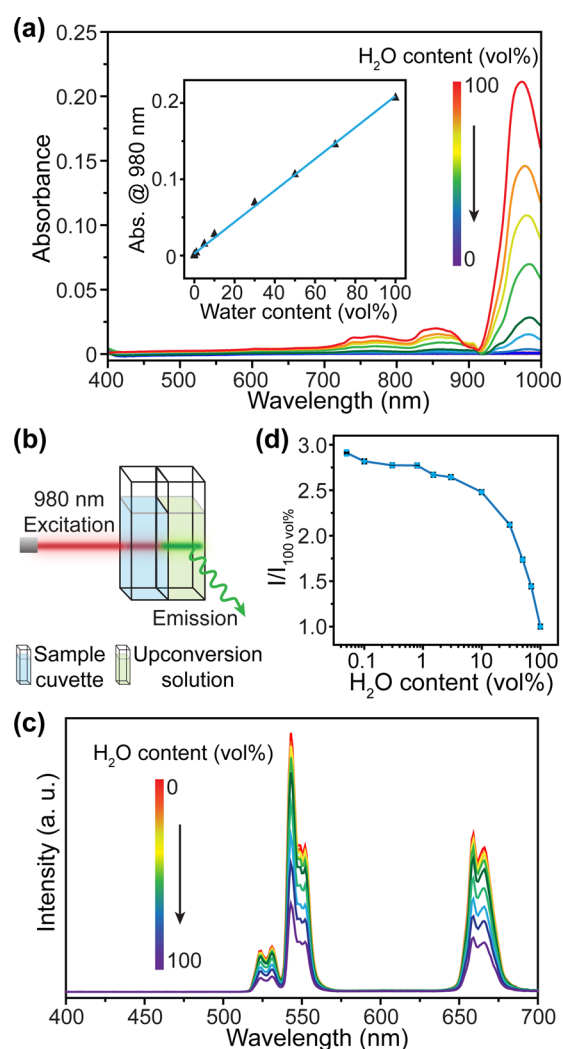 (a)
0.25
0.20
0.15
0.10
0.05
0
Absorbance
400 500 600 700 800 900 1000
Wavelength (nm)
H₂O content (vol%)
100
0
0.2
0.1
0
Abs. @ 980 nm
0 20 40 60 80 100
Water content (vol%)
(b)
980 nm
Excitation
Emission
Sample
cuvette
Upconversion
solution
(d)
3.0
2.5
2.0
1.5
1.0
I/I₁₀₀ ᵥₒₗ%
0.1 1 10 100
H₂O content (vol%)
(c)
H₂O content (vol%)
0
100
Intensity (a. u.)
400 450 500 550 600 650 700
Wavelength (nm)